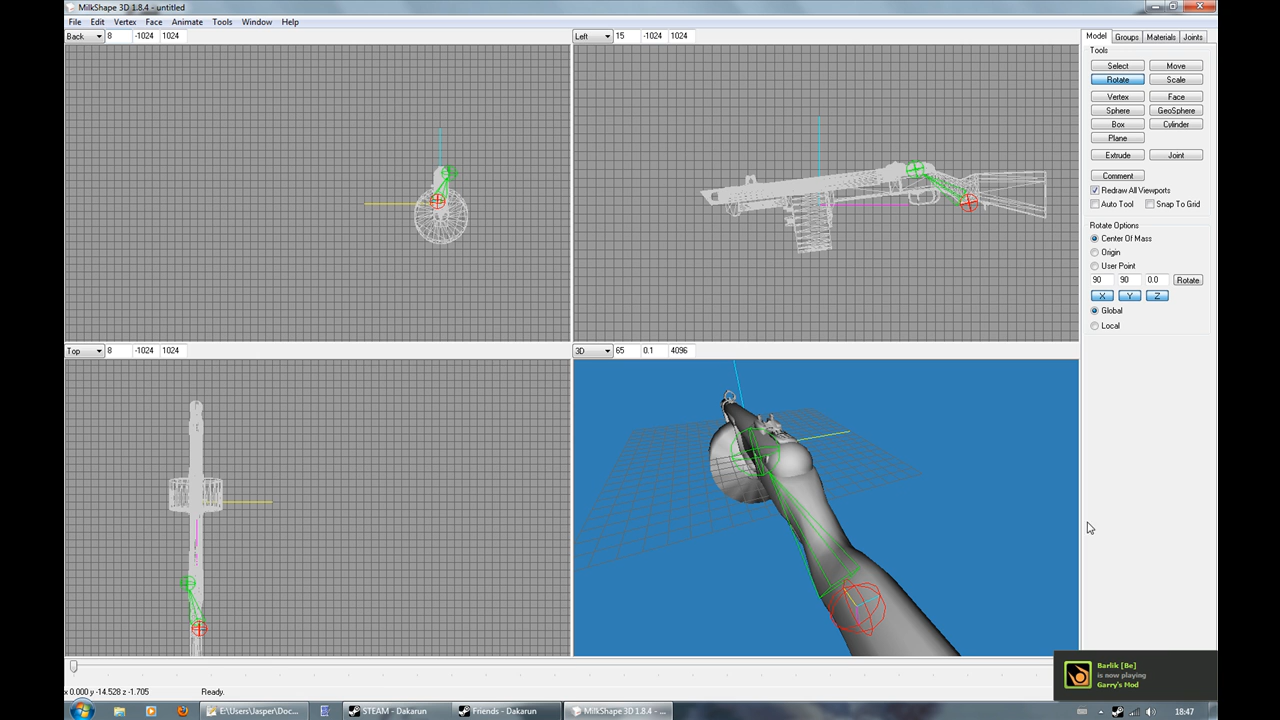 MilkShape 3D 1.8.4 - untitled
File Edit Vertex Face Animate Tools Window Help
Back 8 -1024 1024
Left 15 -1024 1024
Model Groups Materials Joints
Tools
Select Move
Rotate Scale
Vertex Face
Sphere GeoSphere
Box Cylinder
Plane
Extrude Joint
Comment
Redraw All Viewports
Auto Tool Snap To Grid
Rotate Options
Center Of Mass
Origin
User Point
90 90 0.0 Rotate
X Y Z
Global
Local
Top 8 -1024 1024
3D 65 0.1 4096
Barlik [Be]
is now playing
Garry's Mod
x 0.000 y -14.528 z -1.705 Ready.
E:\Users\Jasper\Doc... STEAM - Dakarun Friends - Dakarun MilkShape 3D 1.8.4 - ... 18:47